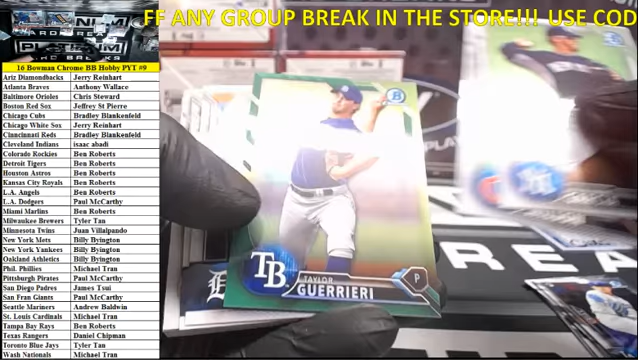 FF ANY GROUP BREAK IN THE STORE!!! USE COD
16 Bowman Chrome BB Hobby PYT #9
Ariz Diamondbacks Jerry Reinhart
Atlanta Braves Anthony Wallace
Baltimore Orioles Chris Steward
Boston Red Sox Jeffrey St Pierre
Chicago Cubs Bradley Blankenfeld
Chicago White Sox Jerry Reinhart
Cinncinati Reds Bradley Blankenfeld
Cleveland Indians isaac abadi
Colorado Rockies Ben Roberts
Detroit Tigers Ben Roberts
Houston Astros Ben Roberts
Kansas City Royals Ben Roberts
L.A. Angels Ben Roberts
L.A. Dodgers Paul McCarthy
Miami Marlins Ben Roberts
Milwaukee Brewers Tyler Tan
Minnesota Twins Juan Villalpando
New York Mets Billy Byington
New York Yankees Billy Byington
Oakland Athletics Billy Byington
Phil. Phillies Michael Tran
Pittsburgh Pirates Paul McCarthy
San Diego Padres James Tsui
San Fran Giants Paul McCarthy
Seattle Mariners Andrew Baldwin
St. Louis Cardinals Michael Tran
Tampa Bay Rays Ben Roberts
Texas Rangers Daniel Chipman
Toronto Blue Jays Tyler Tan
Wash Nationals Michael Tran
B
TB
TAYLOR
GUERRIERI
P